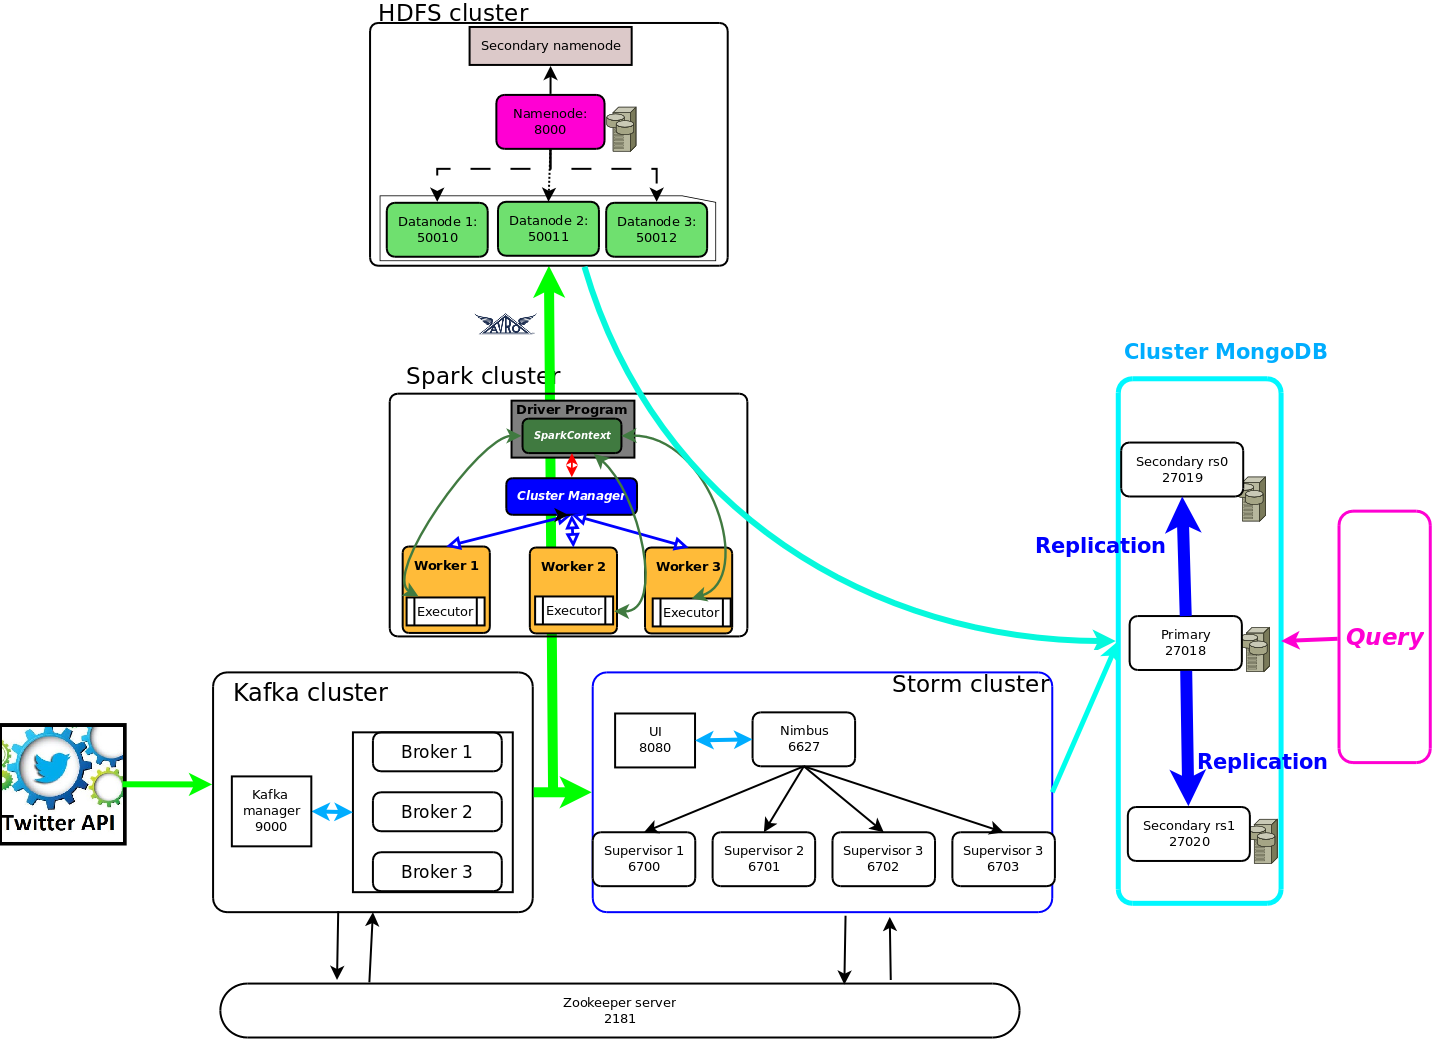 HDFS cluster
Secondary namenode
Namenode:
8000
Datanode 1:
50010
Datanode 2:
50011
Datanode 3:
50012
AVRO
Spark cluster
Driver Program
SparkContext
Cluster Manager
Worker 1
Executor
Worker 2
Executor
Worker 3
Executor
Cluster MongoDB
Secondary rs0
27019
Replication
Primary
27018
Replication
Secondary rs1
27020
Query
Twitter API
Kafka cluster
Kafka
manager
9000
Broker 1
Broker 2
Broker 3
Storm cluster
UI
8080
Nimbus
6627
Supervisor 1
6700
Supervisor 2
6701
Supervisor 3
6702
Supervisor 3
6703
Zookeeper server
2181